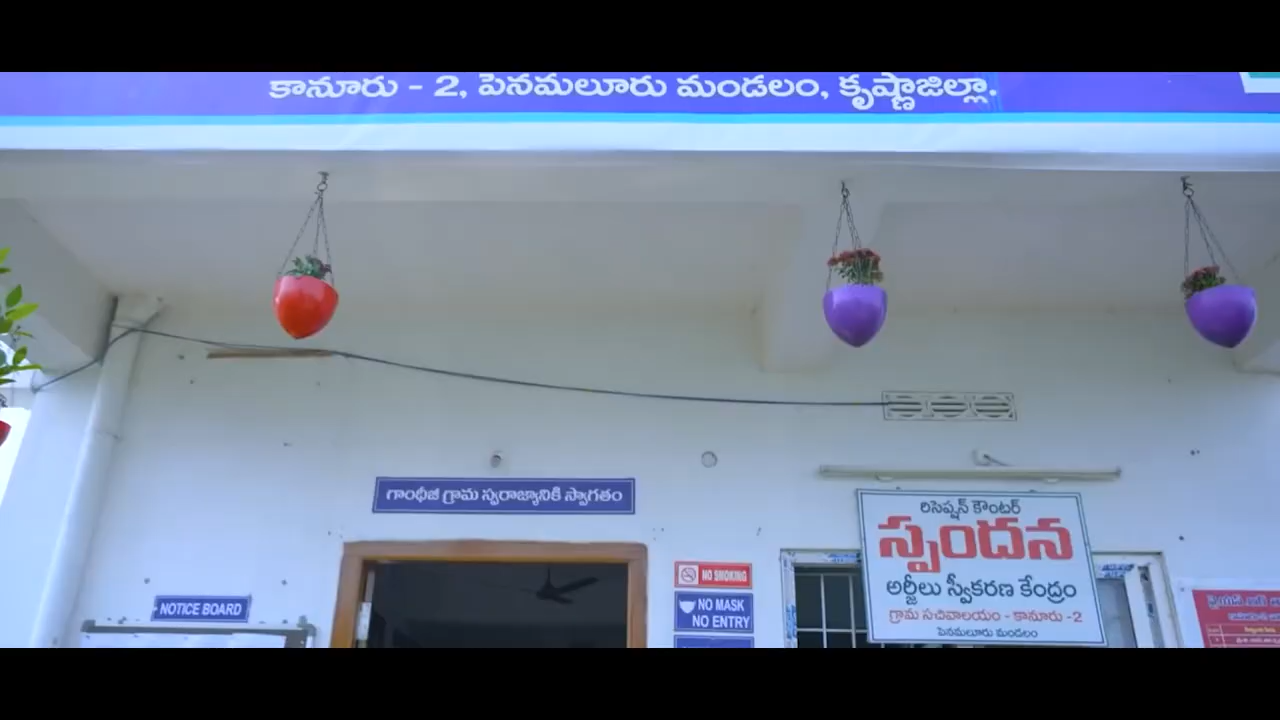 కానూరు - 2, పెనమలూరు మండలం, కృష్ణాజిల్లా.
గాంధీజీ గ్రామ స్వరాజ్యానికి స్వాగతం
రిసెప్షన్ కౌంటర్
స్పందన
అర్జీలు స్వీకరణ కేంద్రం
గ్రామ సచివాలయం - కానూరు -2
పెనమలూరు మండలం
NO SMOKING
NO MASK
NO ENTRY
NOTICE BOARD